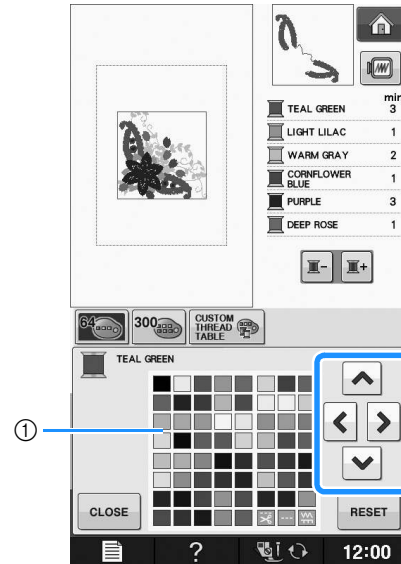 min
TEAL GREEN 3
LIGHT LILAC 1
WARM GRAY 2
CORNFLOWER
BLUE 1
PURPLE 3
DEEP ROSE 1
- +
64 300 CUSTOM
THREAD
TABLE
TEAL GREEN
①
CLOSE RESET
? 12:00